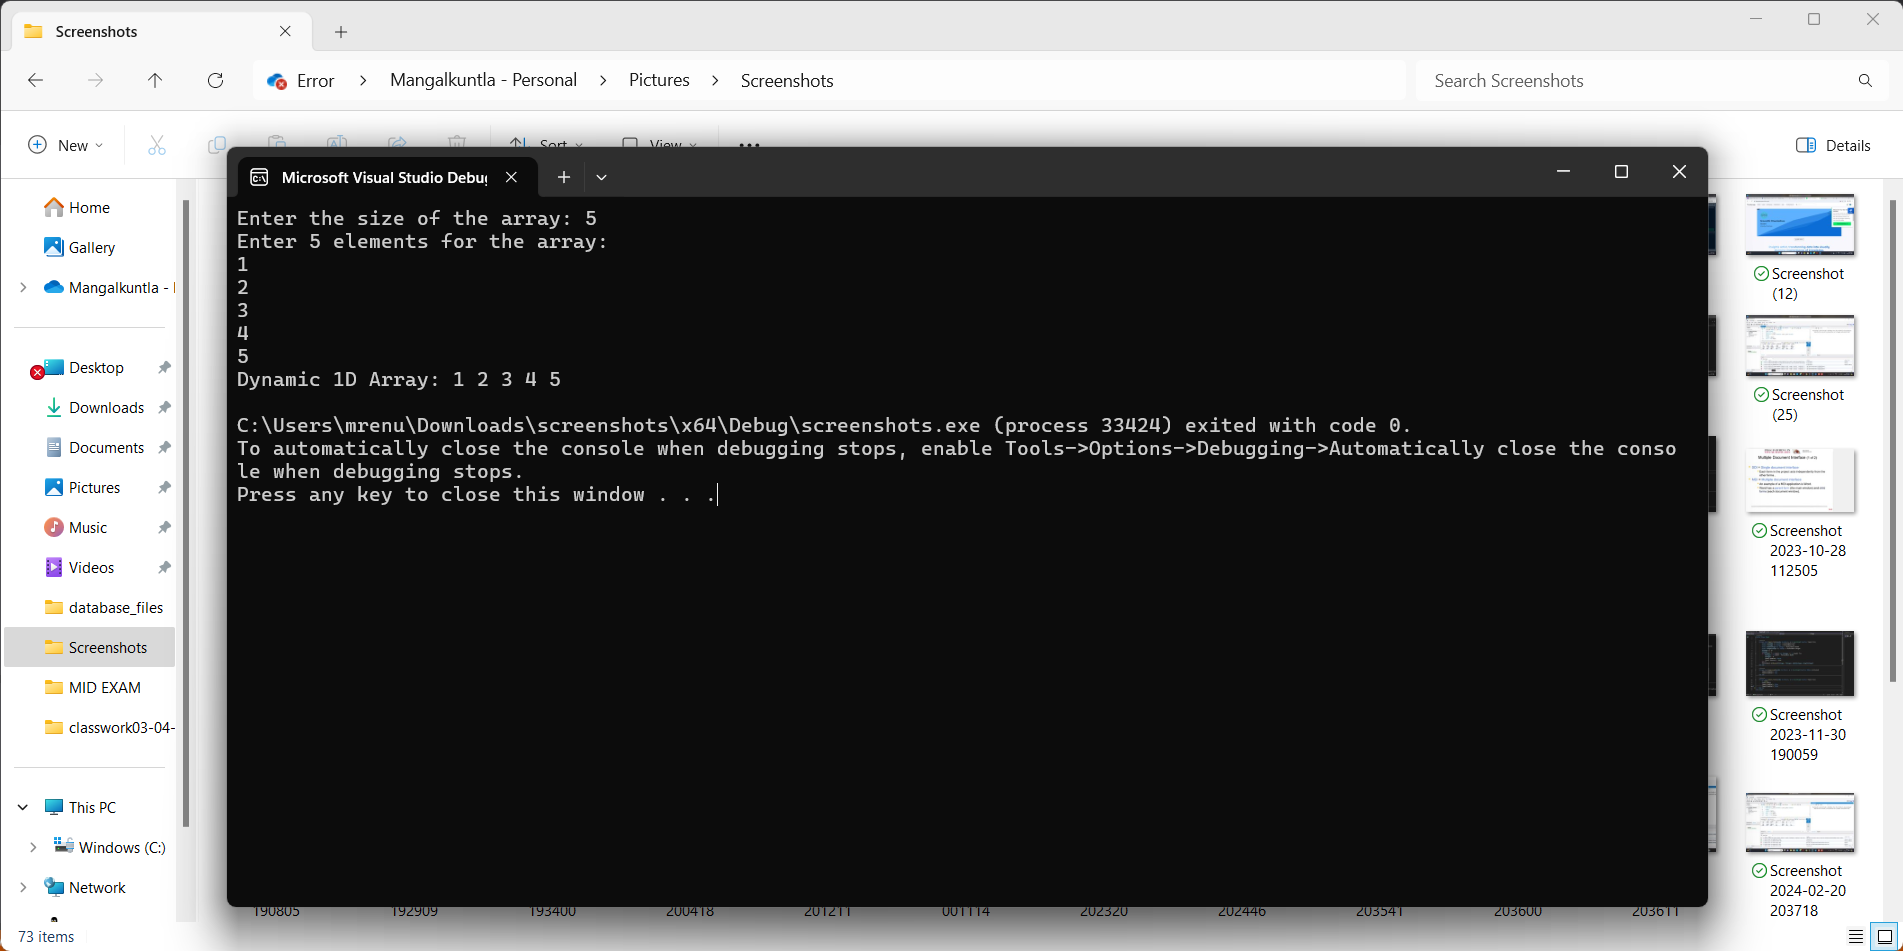 Screenshots
Error > Mangalkuntla - Personal > Pictures > Screenshots
Search Screenshots
New
Sort
View
Details
Home
Gallery
Mangalkuntla -
Desktop
Downloads
Documents
Pictures
Music
Videos
database_files
Screenshots
MID EXAM
classwork03-04-
This PC
Windows (C:)
Network
73 items
Microsoft Visual Studio Debug
Enter the size of the array: 5
Enter 5 elements for the array:
1
2
3
4
5
Dynamic 1D Array: 1 2 3 4 5
C:\Users\mrenu\Downloads\screenshots\x64\Debug\screenshots.exe (process 33424) exited with code 0.
To automatically close the console when debugging stops, enable Tools->Options->Debugging->Automatically close the conso
le when debugging stops.
Press any key to close this window . . .
Screenshot
(12)
Screenshot
(25)
Screenshot
2023-10-28
112505
Screenshot
2023-11-30
190059
Screenshot
2024-02-20
203718
190805 192909 193400 200418 201211 001114 202320 202446 203541 203600 203611